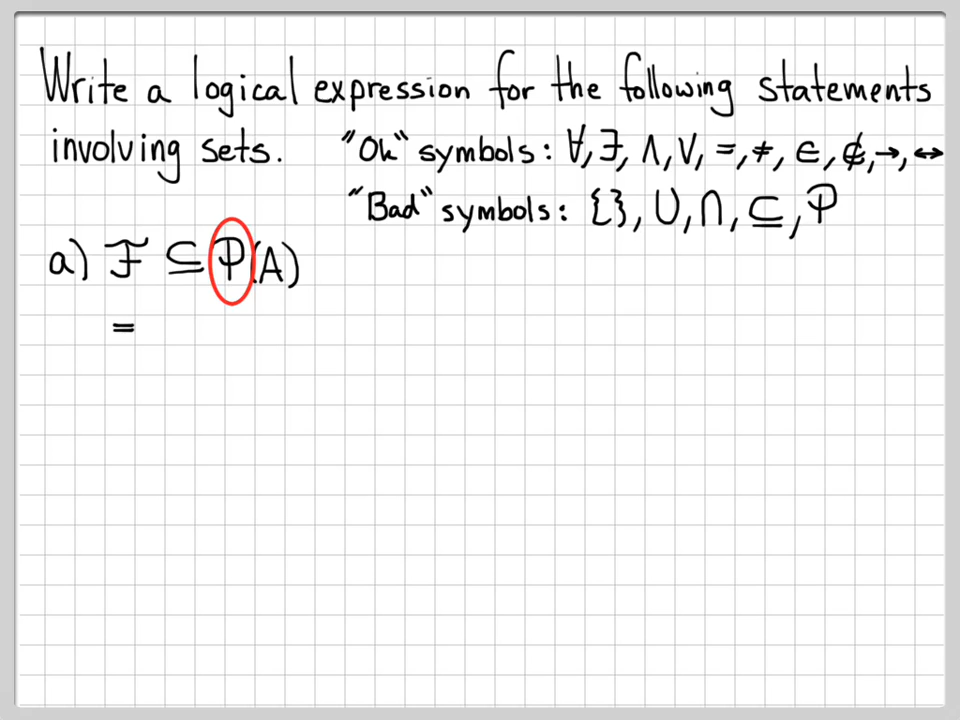 Write a logical expression for the following statements
involving sets. "Ok" symbols: ∀, ∃, ∧, ∨, =, ≠, ∈, ∉, →, ↔
"Bad" symbols: {}, ∪, ∩, ⊆, 𝒫
a) ℱ ⊆ 𝒫(A)
=